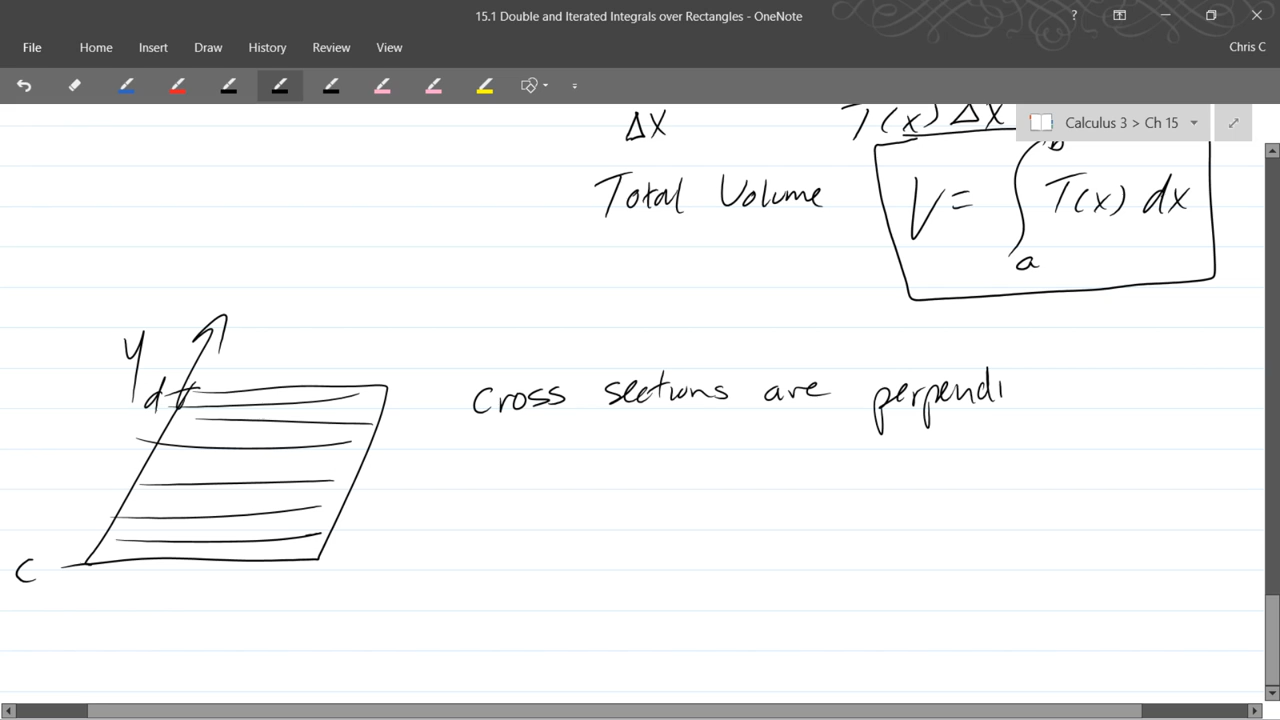 15.1 Double and Iterated Integrals over Rectangles - OneNote
?
File Home Insert Draw History Review View
Chris C
Calculus 3 > Ch 15
ΔX T(x) ΔX
Total Volume V = ∫ₐᵇ T(x) dx
y
d
cross sections are perpendi
c